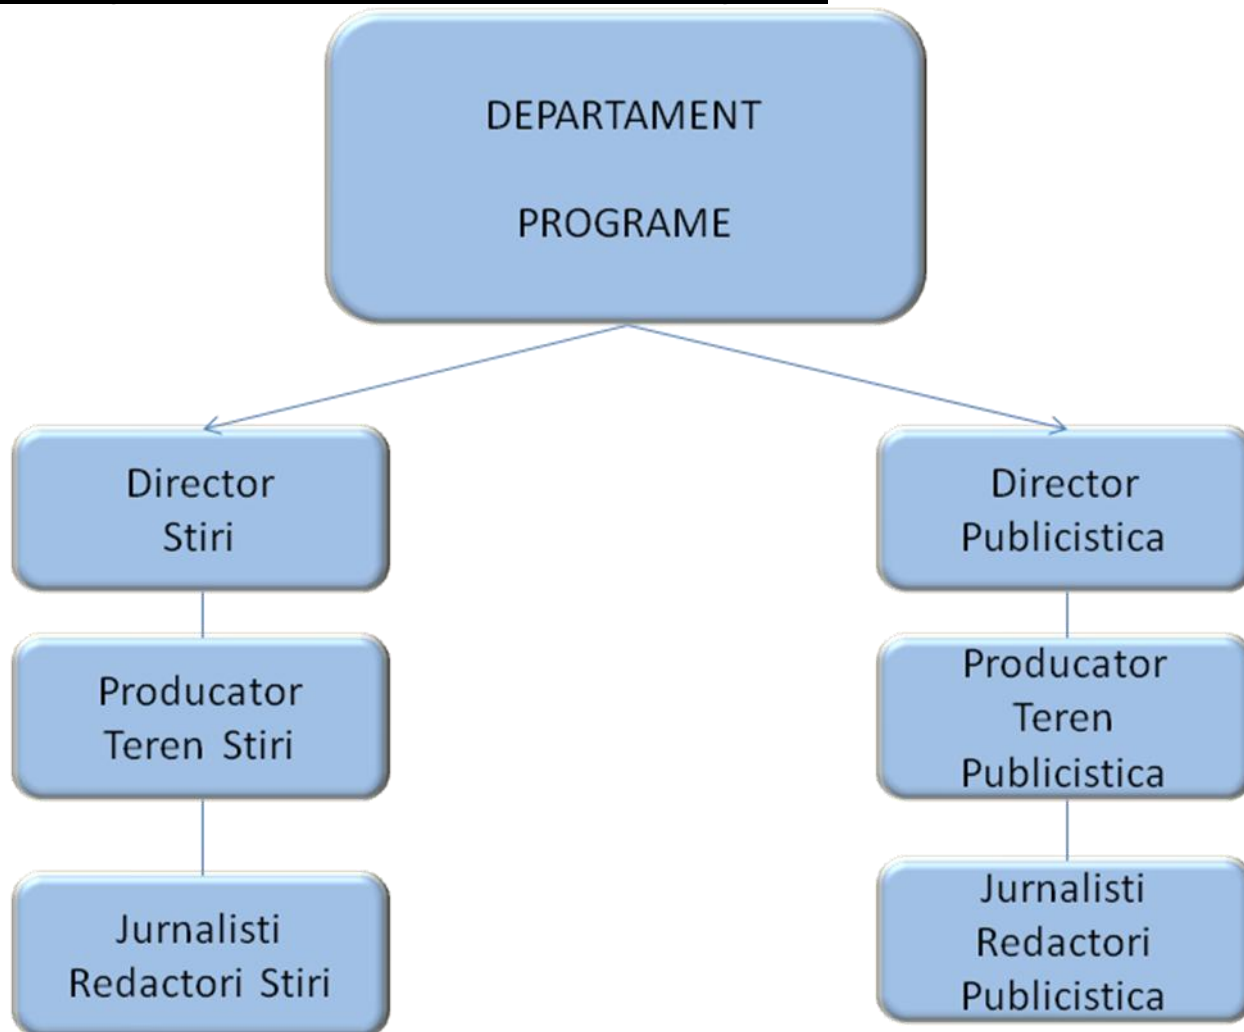 DEPARTAMENT
PROGRAME
Director
Stiri
Director
Publicistica
Producator
Teren Stiri
Producator
Teren
Publicistica
Jurnalisti
Redactori Stiri
Jurnalisti
Redactori
Publicistica